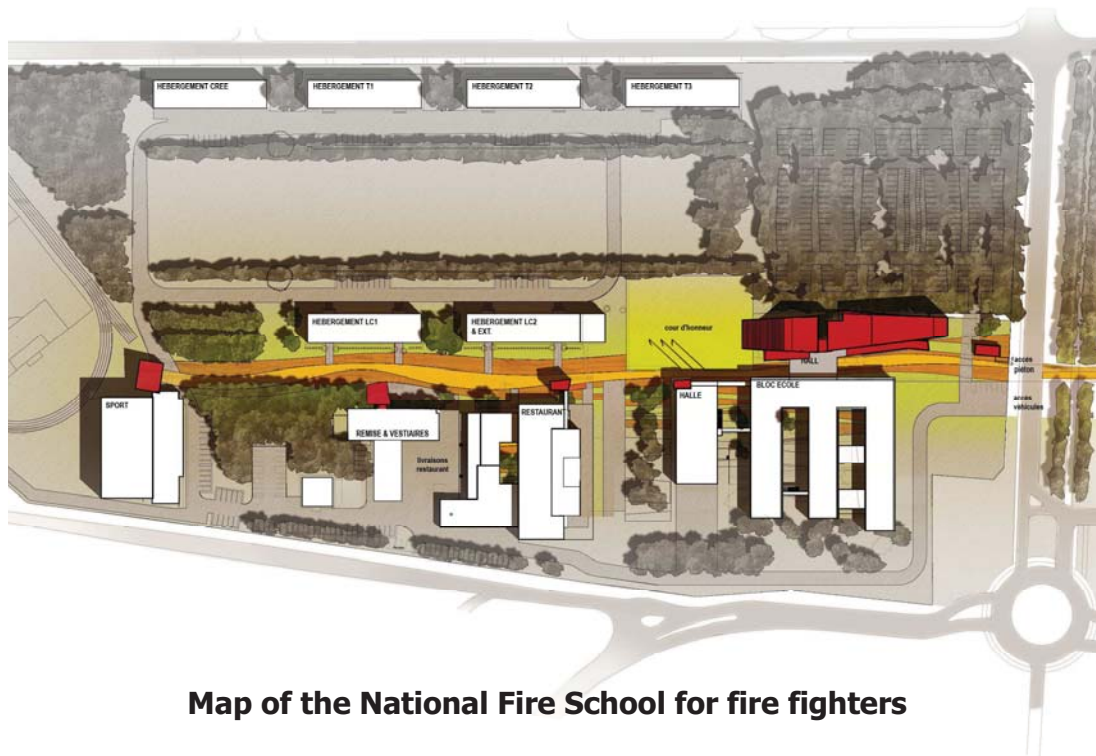 HEBERGEMENT CREE
HEBERGEMENT T1
HEBERGEMENT T2
HEBERGEMENT T3
HEBERGEMENT LC1
HEBERGEMENT LC2
& EXT.
cour d'honneur
HALL
accès
piéton
SPORT
REMISE & VESTIAIRES
RESTAURANT
HALLE
BLOC ECOLE
accès
véhicules
livraisons
restaurant
Map of the National Fire School for fire fighters